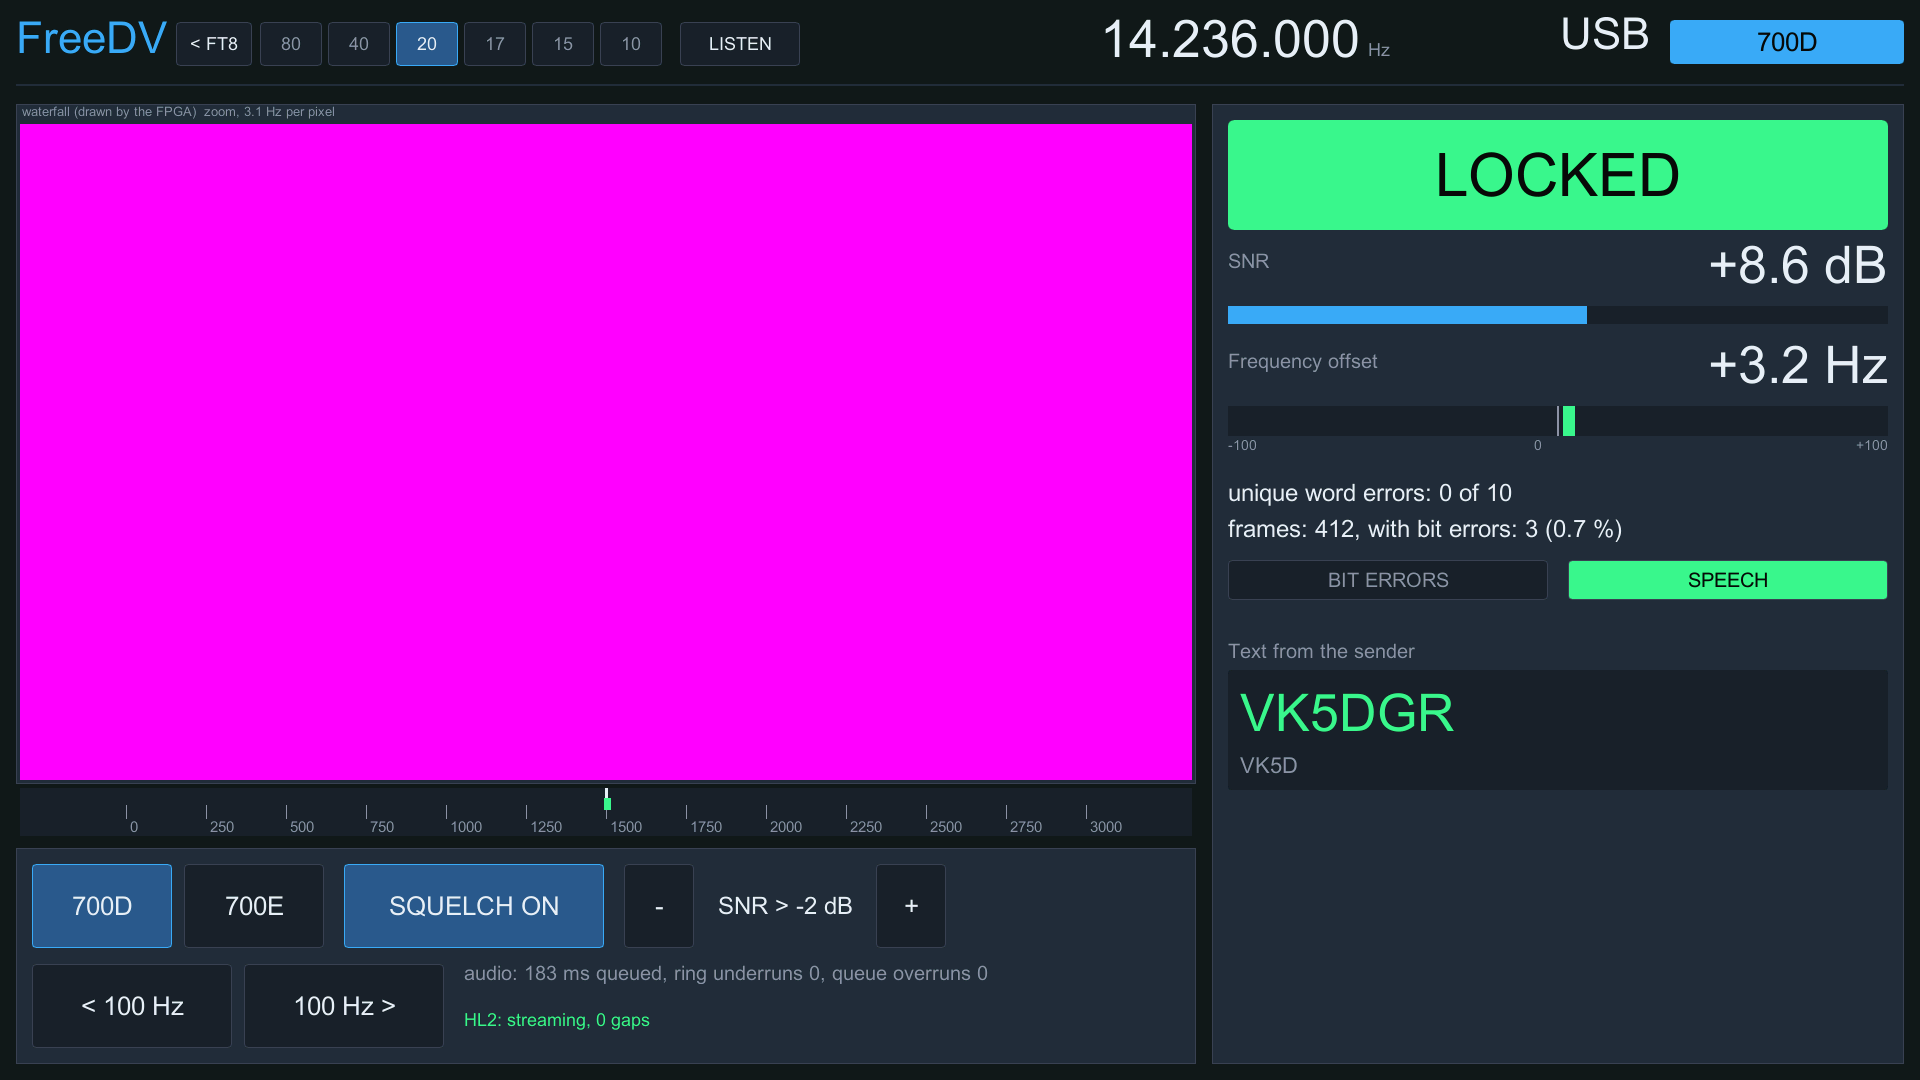 FreeDV < FT8 80 40 20 17 15 10 LISTEN 14.236.000 Hz USB 700D
waterfall (drawn by the FPGA) zoom, 3.1 Hz per pixel
LOCKED
SNR +8.6 dB
Frequency offset +3.2 Hz
-100 0 +100
unique word errors: 0 of 10
frames: 412, with bit errors: 3 (0.7 %)
BIT ERRORS SPEECH
Text from the sender
VK5DGR
VK5D
0 250 500 750 1000 1250 1500 1750 2000 2250 2500 2750 3000
700D 700E SQUELCH ON - SNR > -2 dB +
< 100 Hz 100 Hz >
audio: 183 ms queued, ring underruns 0, queue overruns 0
HL2: streaming, 0 gaps